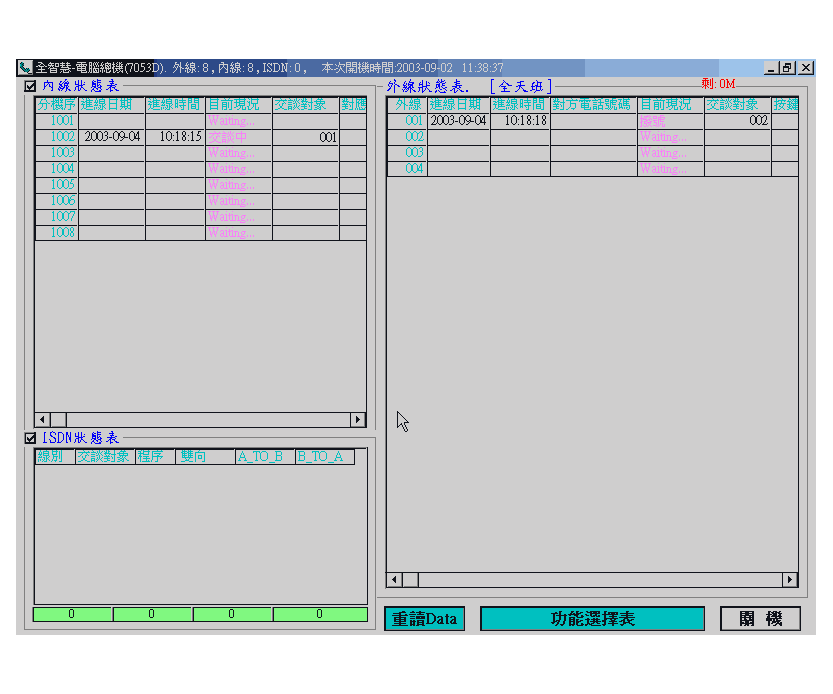 全智慧-電腦總機(7053D). 外線:8,內線:8,ISDN:0, 本次開機時間:2003-09-02 11:38:37
內線狀態表
分機序 進線日期 進線時間 目前現況 交談對象 對應
1001 Waiting...
1002 2003-09-04 10:18:15 交談中 001
1003 Waiting...
1004 Waiting...
1005 Waiting...
1006 Waiting...
1007 Waiting...
1008 Waiting...
ISDN狀態表
線別 交談對象 程序 雙向 A_TO_B B_TO_A
0 0 0 0
外線狀態表. [全天班] 剩:0M
外線 進線日期 進線時間 對方電話號碼 目前現況 交談對象 按鍵
001 2003-09-04 10:18:18 002
002 Waiting...
003 Waiting...
004 Waiting...
重讀Data 功能選擇表 關 機